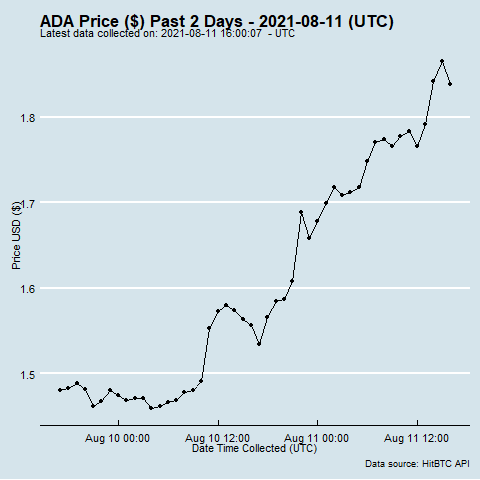 ADA Price ($) Past 2 Days - 2021-08-11 (UTC)
Latest data collected on: 2021-08-11 16:00:07  - UTC
1.8
1.7
1.6
1.5
Price USD ($)
Aug 10 00:00 Aug 10 12:00 Aug 11 00:00 Aug 11 12:00
Date Time Collected (UTC)
Data source: HitBTC API